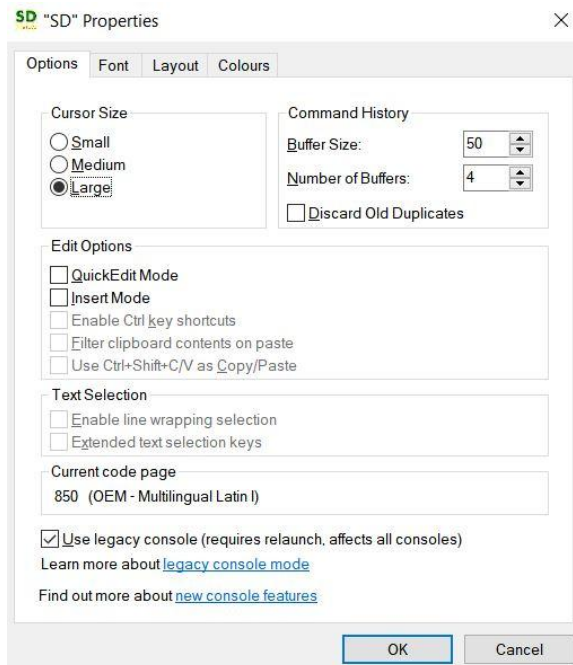 SD "SD" Properties
Options Font Layout Colours
Cursor Size
Small
Medium
Large
Command History
Buffer Size: 50
Number of Buffers: 4
Discard Old Duplicates
Edit Options
QuickEdit Mode
Insert Mode
Enable Ctrl key shortcuts
Filter clipboard contents on paste
Use Ctrl+Shift+C/V as Copy/Paste
Text Selection
Enable line wrapping selection
Extended text selection keys
Current code page
850 (OEM - Multilingual Latin I)
Use legacy console (requires relaunch, affects all consoles)
Learn more about legacy console mode
Find out more about new console features
OK Cancel